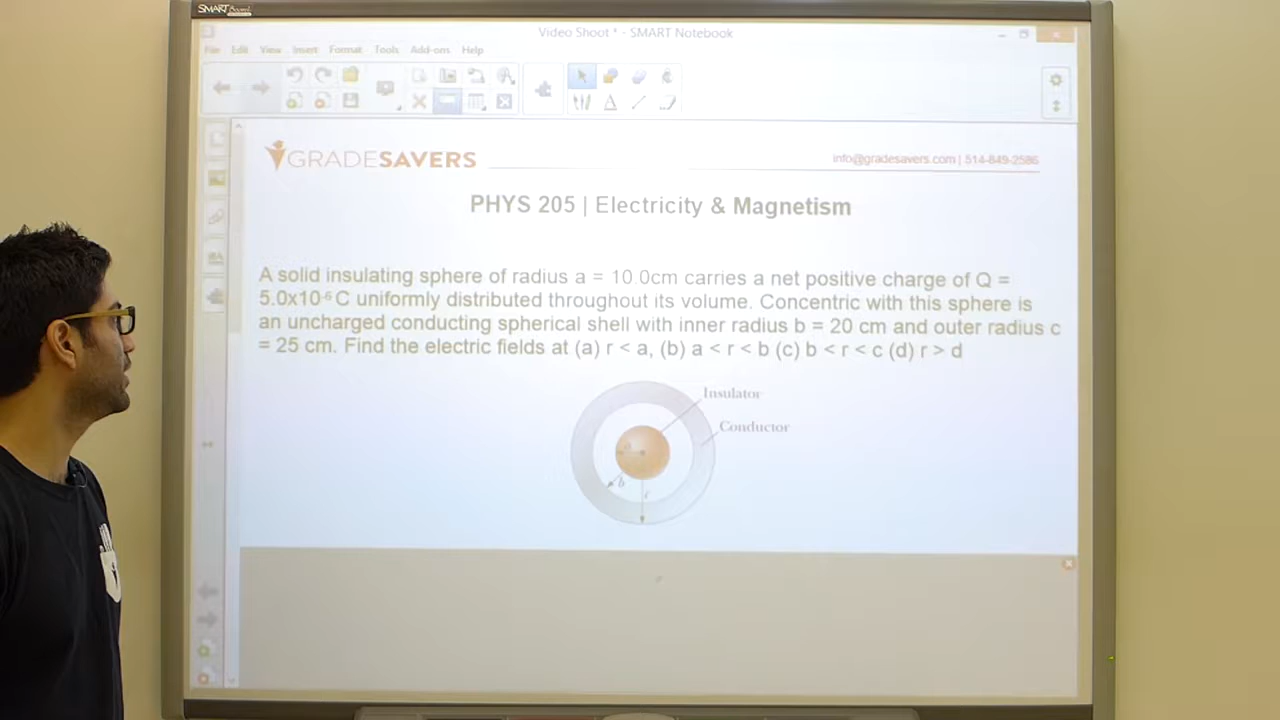 SMART Board
Video Shoot * - SMART Notebook
File Edit View Insert Format Tools Add-ons Help
GRADESAVERS
info@gradesavers.com | 514-849-2586
PHYS 205 | Electricity & Magnetism
A solid insulating sphere of radius a = 10.0cm carries a net positive charge of Q =
5.0x10-6 C uniformly distributed throughout its volume. Concentric with this sphere is
an uncharged conducting spherical shell with inner radius b = 20 cm and outer radius c
= 25 cm. Find the electric fields at (a) r < a, (b) a < r < b (c) b < r < c (d) r > d
Insulator
Conductor
a
b
c